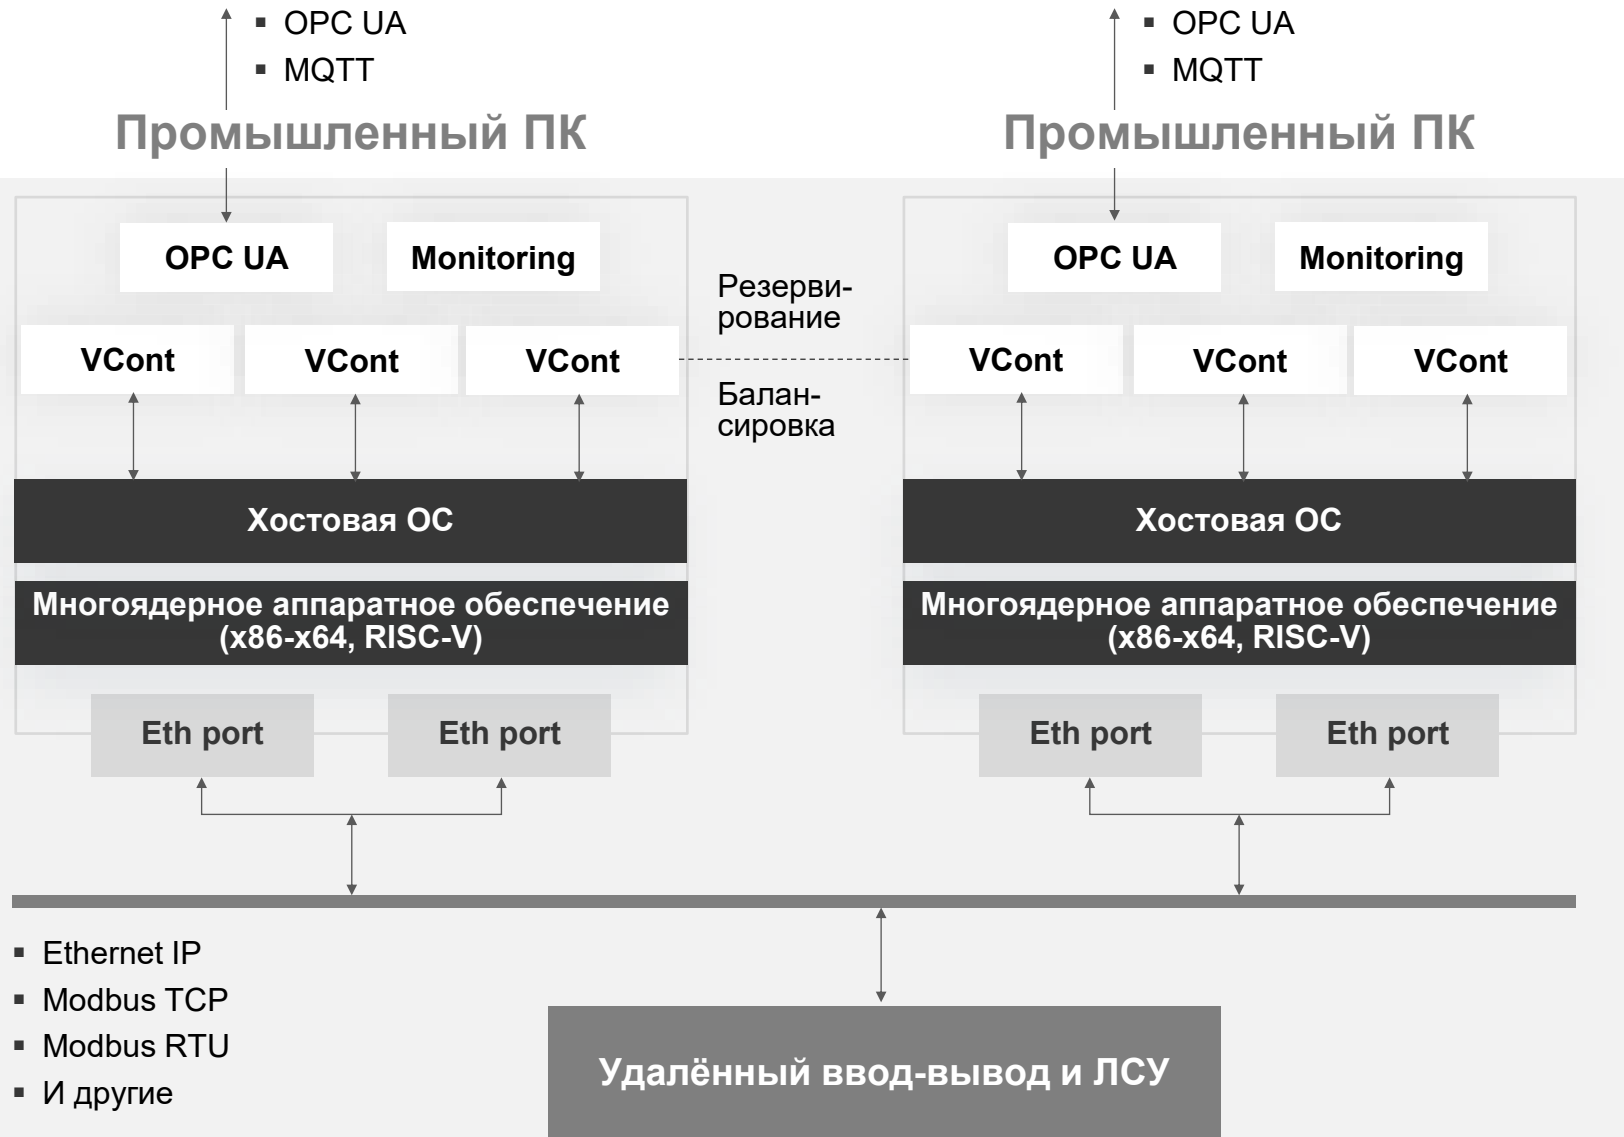 ▪ OPC UA
▪ MQTT
Промышленный ПК
OPC UA
Monitoring
VCont
VCont
VCont
Хостовая ОС
Многоядерное аппаратное обеспечение
(x86-x64, RISC-V)
Eth port
Eth port
Резерви-
рование
Балан-
сировка
▪ OPC UA
▪ MQTT
Промышленный ПК
OPC UA
Monitoring
VCont
VCont
VCont
Хостовая ОС
Многоядерное аппаратное обеспечение
(x86-x64, RISC-V)
Eth port
Eth port
▪ Ethernet IP
▪ Modbus TCP
▪ Modbus RTU
▪ И другие
Удалённый ввод-вывод и ЛСУ